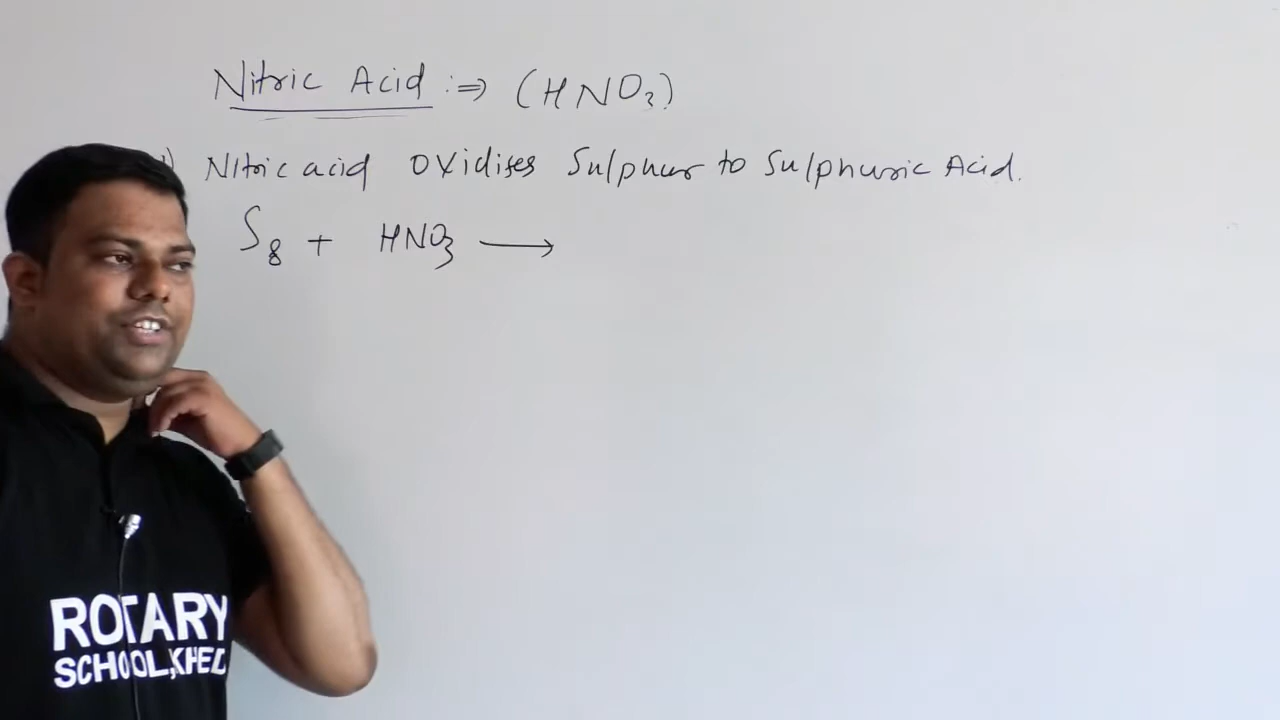 Nitric Acid :⇒ (HNO₃)
1) Nitric acid oxidises Sulphur to Sulphuric Acid.
S₈ + HNO₃ ⟶
ROTARY
SCHOOL,KHED